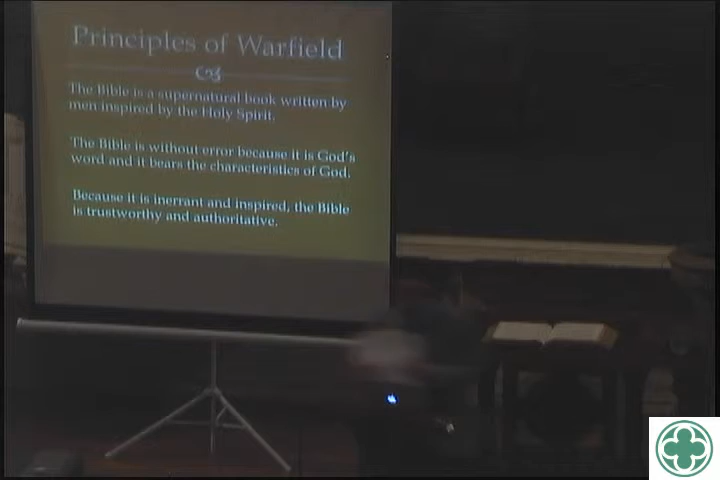 Principles of Warfield
The Bible is a supernatural book written by
men inspired by the Holy Spirit.
The Bible is without error because it is God's
word and it bears the characteristics of God.
Because it is inerrant and inspired, the Bible
is trustworthy and authoritative.